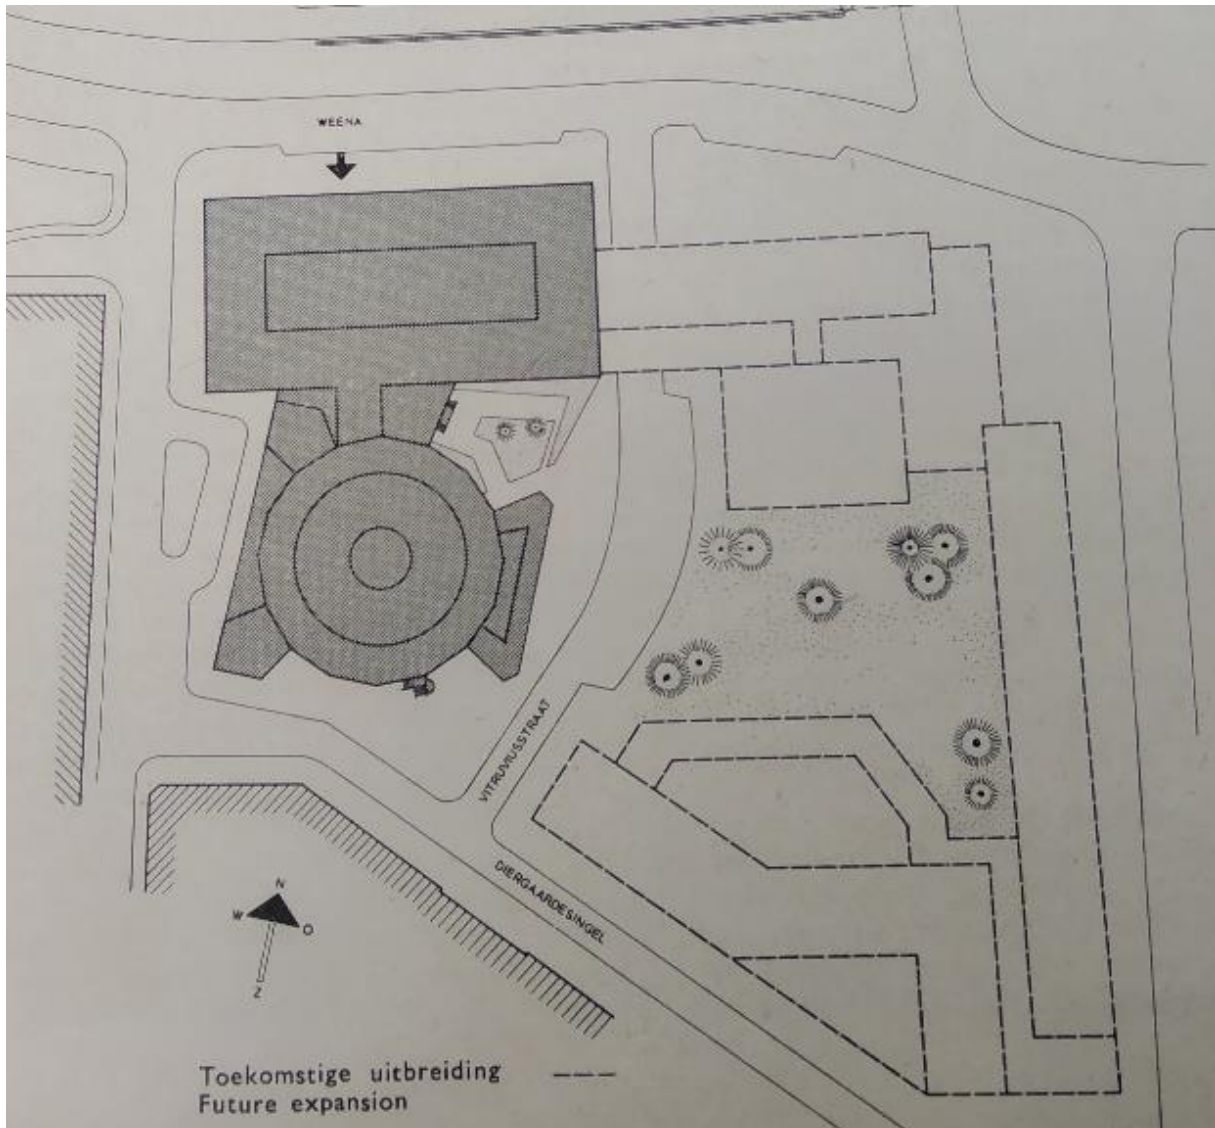 WEENA
VITRUVIUSSTRAAT
DIERGAARDESINGEL
N
W
O
Z
Toekomstige uitbreiding
Future expansion